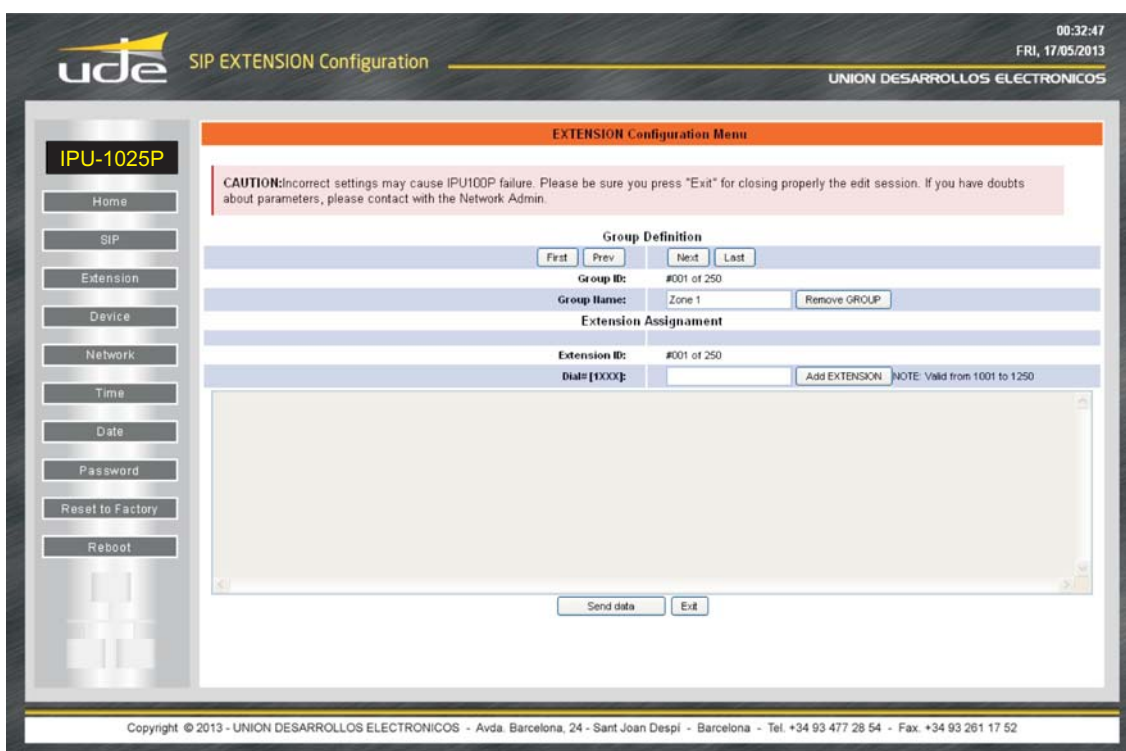 00:32:47
FRI, 17/05/2013
ude
SIP EXTENSION Configuration
UNION DESARROLLOS ELECTRONICOS
IPU-1025P
Home
SIP
Extension
Device
Network
Time
Date
Password
Reset to Factory
Reboot
EXTENSION Configuration Menu
CAUTION:Incorrect settings may cause IPU100P failure. Please be sure you press "Exit" for closing properly the edit session. If you have doubts
about parameters, please contact with the Network Admin.
Group Definition
First Prev Next Last
Group ID: #001 of 250
Group Name: Zone 1 Remove GROUP
Extension Assignament
Extension ID: #001 of 250
Dial# [1XXX]: Add EXTENSION NOTE: Valid from 1001 to 1250
Send data Exit
Copyright © 2013 - UNION DESARROLLOS ELECTRONICOS - Avda. Barcelona, 24 - Sant Joan Despí - Barcelona - Tel. +34 93 477 28 54 - Fax. +34 93 261 17 52